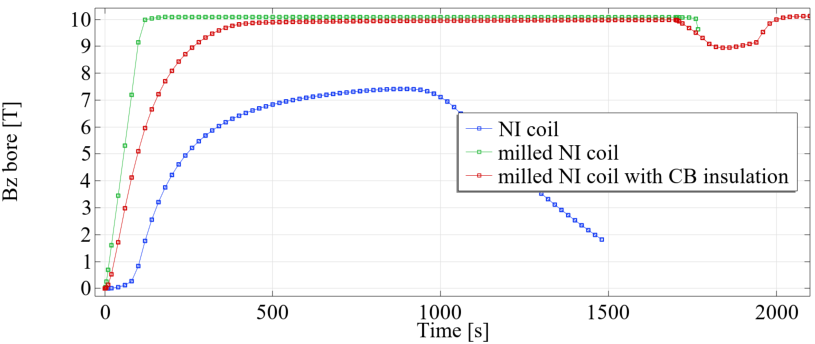 10
9
8
7
6
5
4
3
2
1
0
Bz bore [T]
NI coil
milled NI coil
milled NI coil with CB insulation
0 500 1000 1500 2000
Time [s]